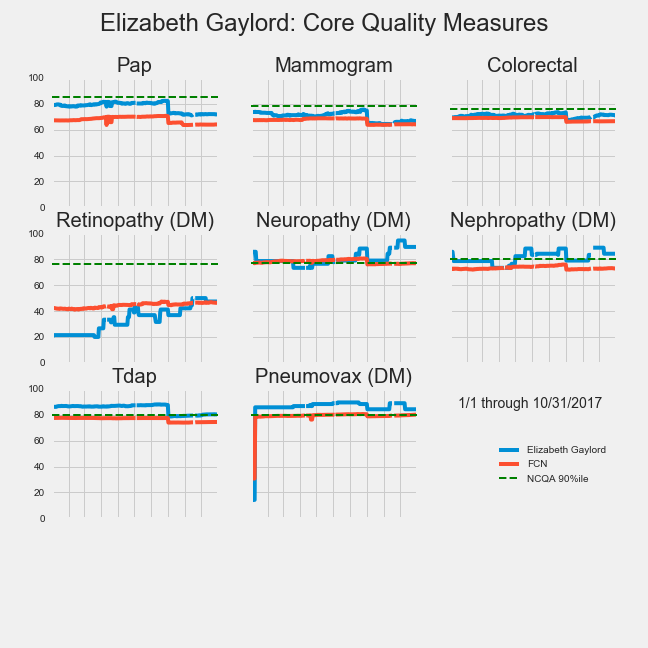 Elizabeth Gaylord: Core Quality Measures
Pap
Mammogram
Colorectal
100
80
60
40
20
0
Retinopathy (DM)
Neuropathy (DM)
Nephropathy (DM)
100
80
60
40
20
0
Tdap
Pneumovax (DM)
100
80
60
40
20
0
1/1 through 10/31/2017
Elizabeth Gaylord
FCN
NCQA 90%ile